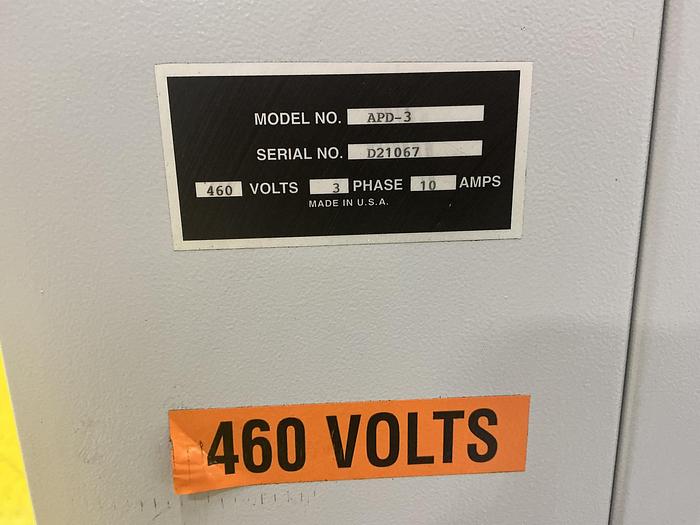 MODEL NO. APD-3
SERIAL NO. D21067
460 VOLTS 3 PHASE 10 AMPS
MADE IN U.S.A.
460 VOLTS